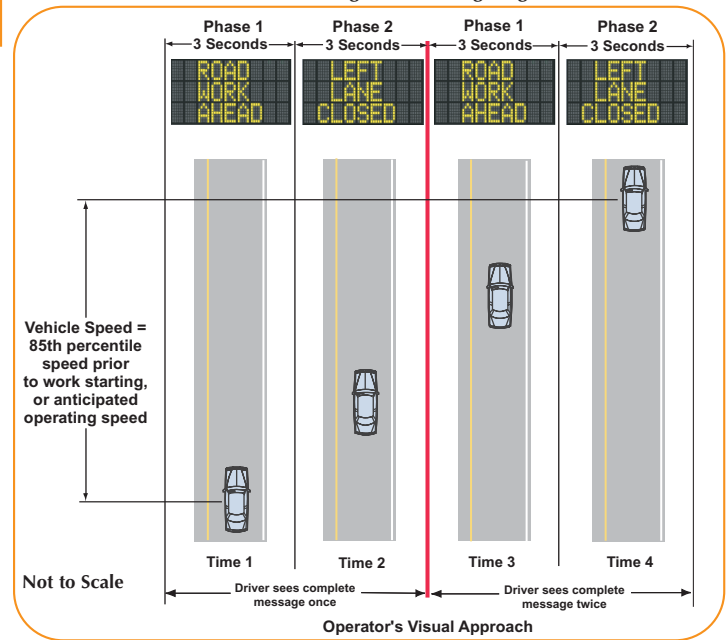 Phase 1 Phase 2 Phase 1 Phase 2
3 Seconds 3 Seconds 3 Seconds 3 Seconds
ROAD
WORK
AHEAD
LEFT
LANE
CLOSED
ROAD
WORK
AHEAD
LEFT
LANE
CLOSED
Vehicle Speed =
85th percentile
speed prior
to work starting,
or anticipated
operating speed
Time 1 Time 2 Time 3 Time 4
Not to Scale
Driver sees complete
message once
Driver sees complete
message twice
Operator's Visual Approach